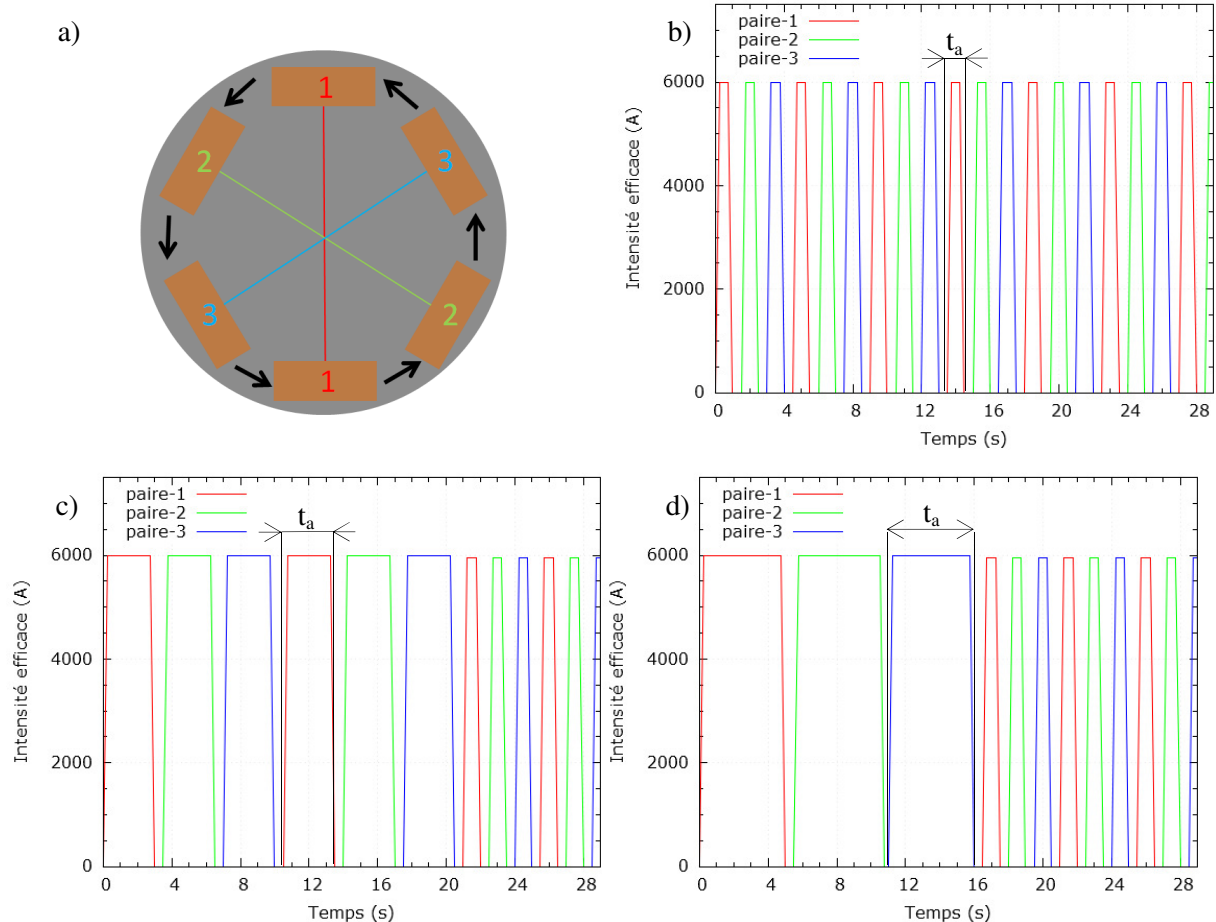 a)
1
2
3
3
2
1
b)
paire-1
paire-2
paire-3
tₐ
Intensité efficace (A)
6000
4000
2000
0
0 4 8 12 16 20 24 28
Temps (s)
c)
paire-1
paire-2
paire-3
tₐ
Intensité efficace (A)
6000
4000
2000
0
0 4 8 12 16 20 24 28
Temps (s)
d)
paire-1
paire-2
paire-3
tₐ
Intensité efficace (A)
6000
4000
2000
0
0 4 8 12 16 20 24 28
Temps (s)